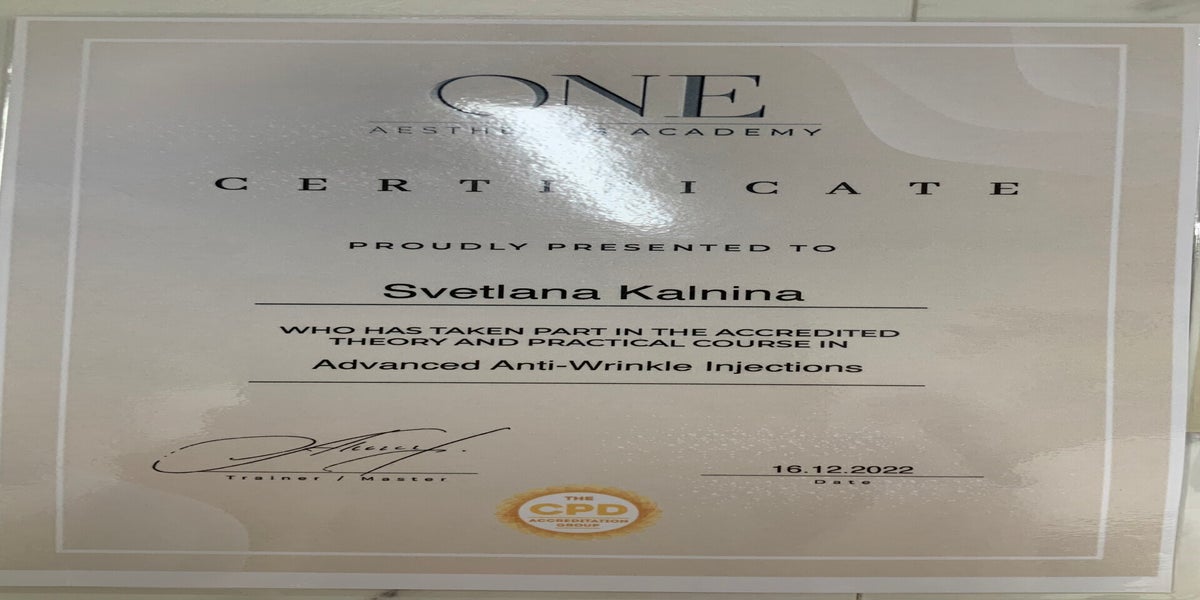 ONE
ACADEMY
PROUDLY PRESENTED TO
Svetlana Kalnina
WHO HAS TAKEN PART IN THE ACCREDITED
THEORY AND PRACTICAL COURSE IN
Advanced Anti-Wrinkle Injections
16.12.2022
Trainer / Master
Date
THE
CPD
ACCREDITATION
GROUP